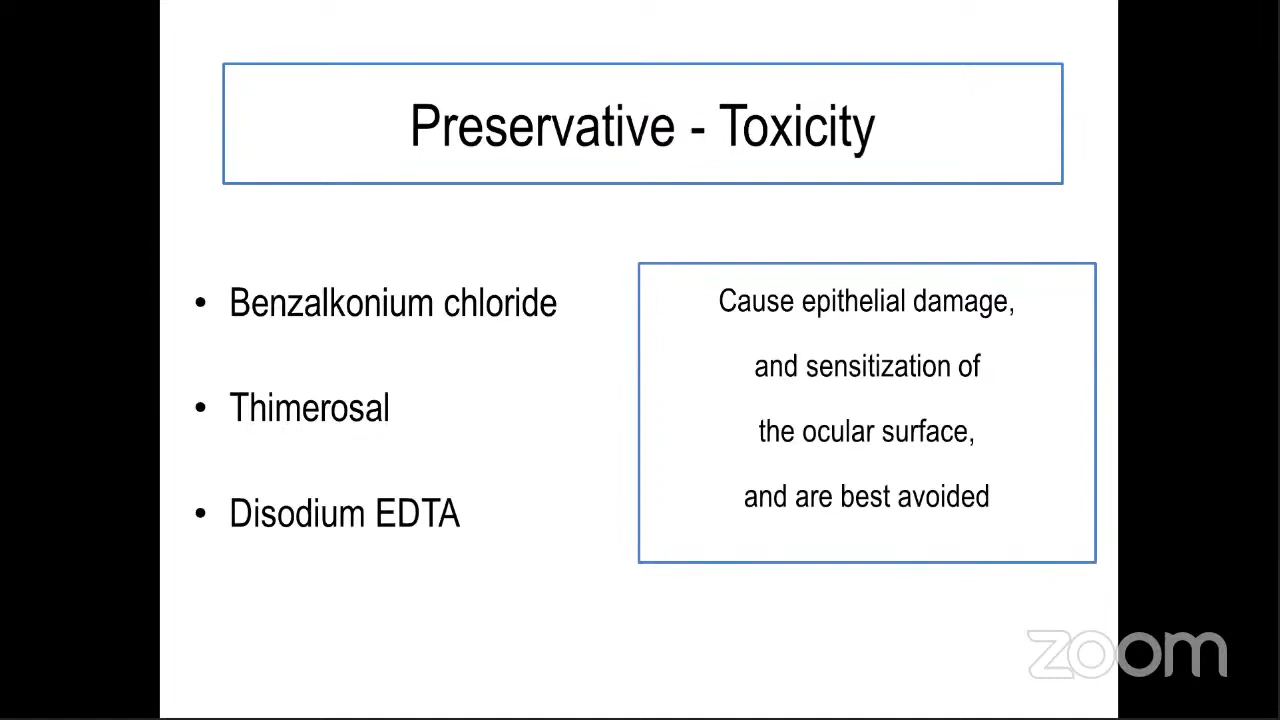 Preservative - Toxicity
• Benzalkonium chloride
• Thimerosal
• Disodium EDTA
Cause epithelial damage,
and sensitization of
the ocular surface,
and are best avoided
zoom